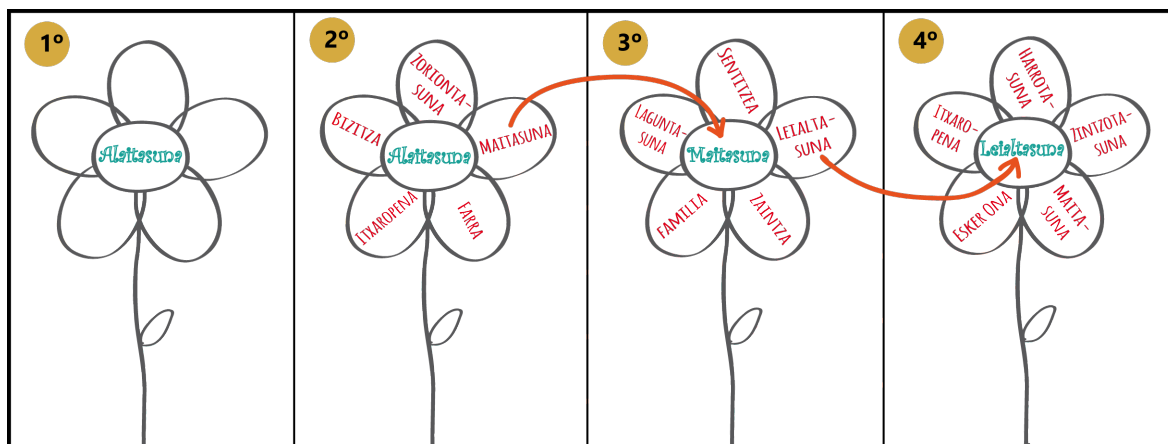 1º
Alaitasuna
2º
ZORIONTA-
SUNA
BIZITZA
MAITASUNA
Alaitasuna
ITXAROPENA
FARRA
3º
SENTITZEA
LAGUNTA-
SUNA
LEIALTA-
SUNA
Maitasuna
FAMILIA
ZAINTZA
4º
HARROTA-
SUNA
ITXARO-
PENA
ZINTZOTA-
SUNA
Leialtasuna
ESKER ONA
MAITA-
SUNA